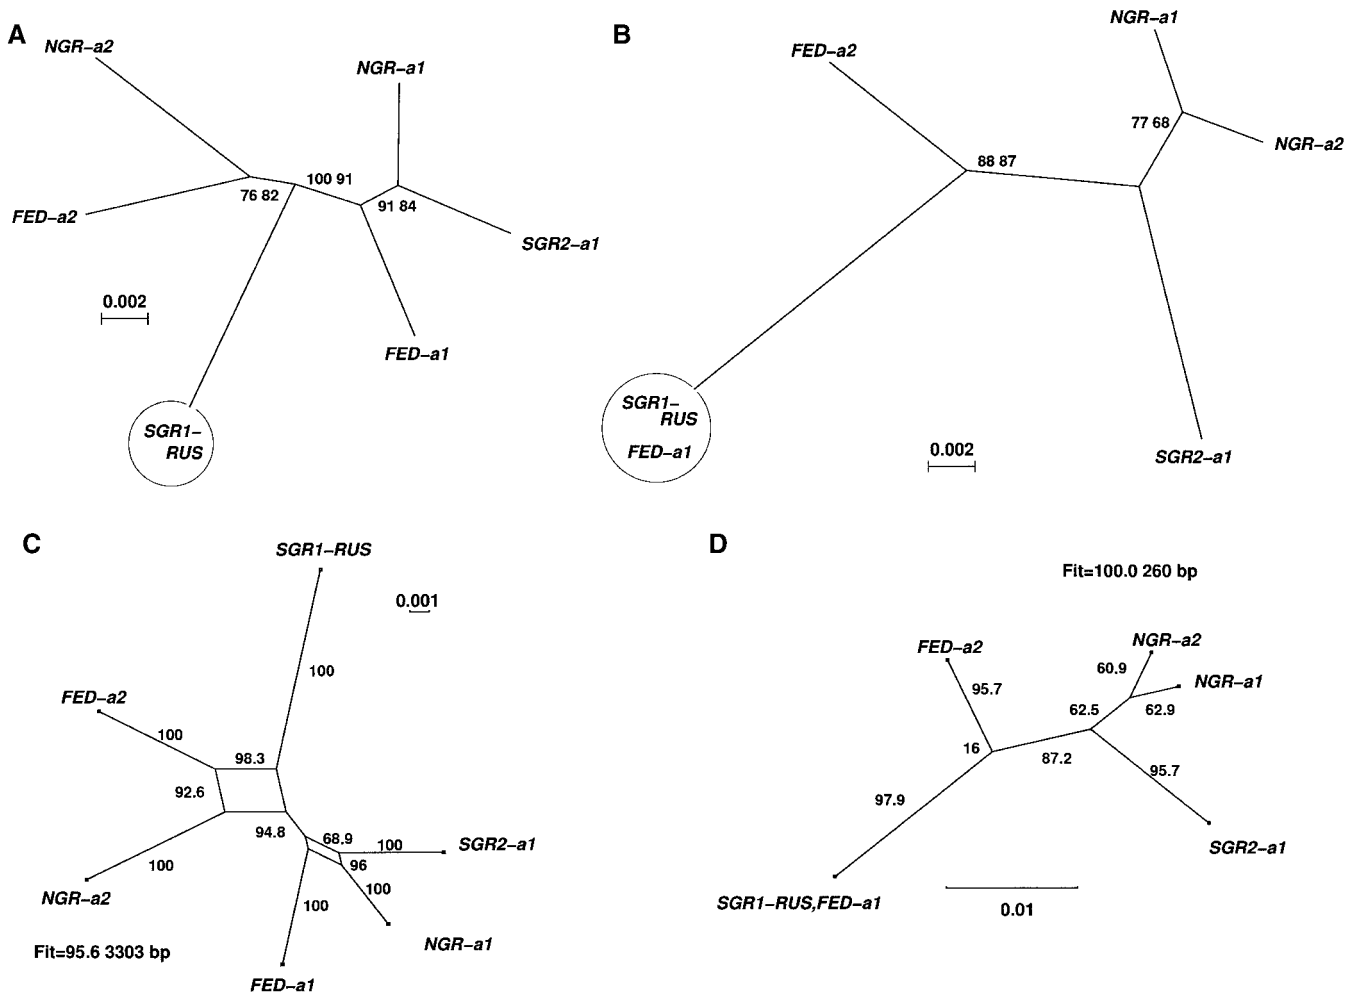 A
NGR–a2
NGR–a1
100 91
76 82
91 84
FED–a2
SGR2–a1
0.002
FED–a1
SGR1–
RUS
B
NGR–a1
FED–a2
77 68
NGR–a2
88 87
SGR1–
RUS
FED–a1
0.002
SGR2–a1
C
SGR1–RUS
0.001
100
FED–a2
100
98.3
92.6
94.8
68.9
100
SGR2–a1
96
100
100
100
NGR–a2
NGR–a1
Fit=95.6 3303 bp
FED–a1
D
Fit=100.0 260 bp
FED–a2
NGR–a2
60.9
NGR–a1
95.7
62.5
62.9
16
87.2
95.7
97.9
SGR2–a1
SGR1–RUS,FED–a1
0.01